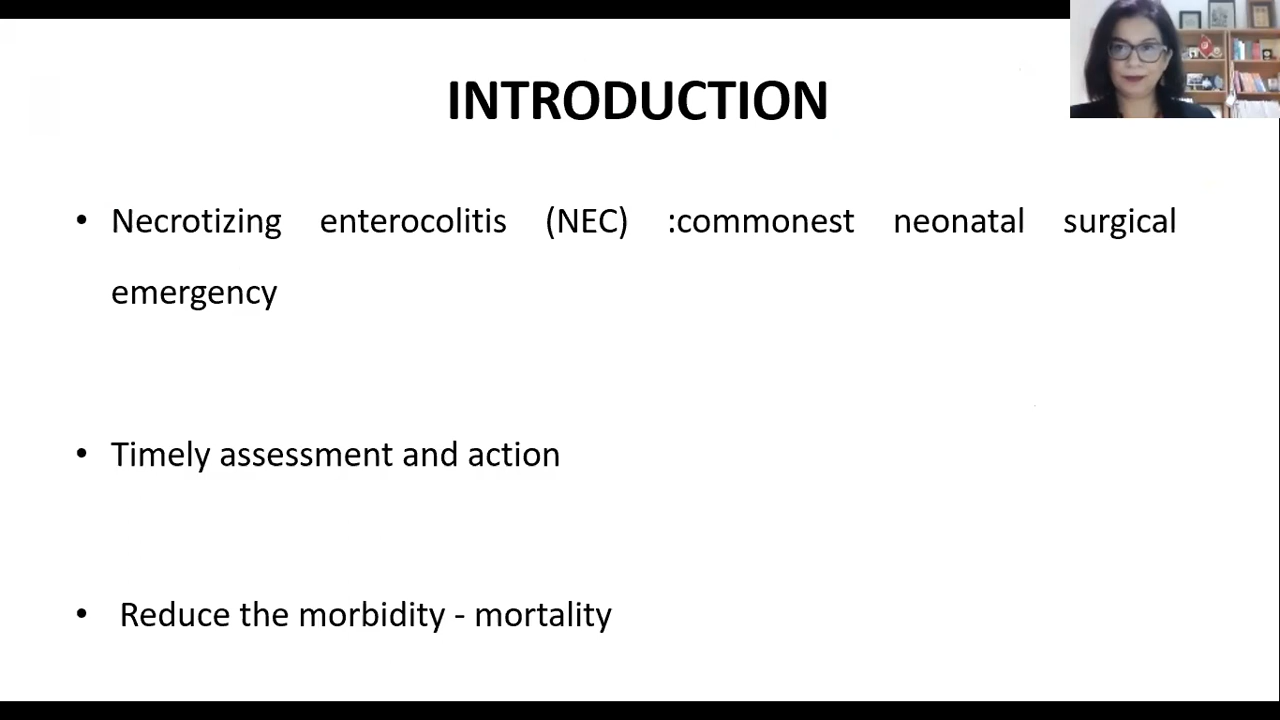 INTRODUCTION
• Necrotizing enterocolitis (NEC) :commonest neonatal surgical
emergency
• Timely assessment and action
• Reduce the morbidity - mortality